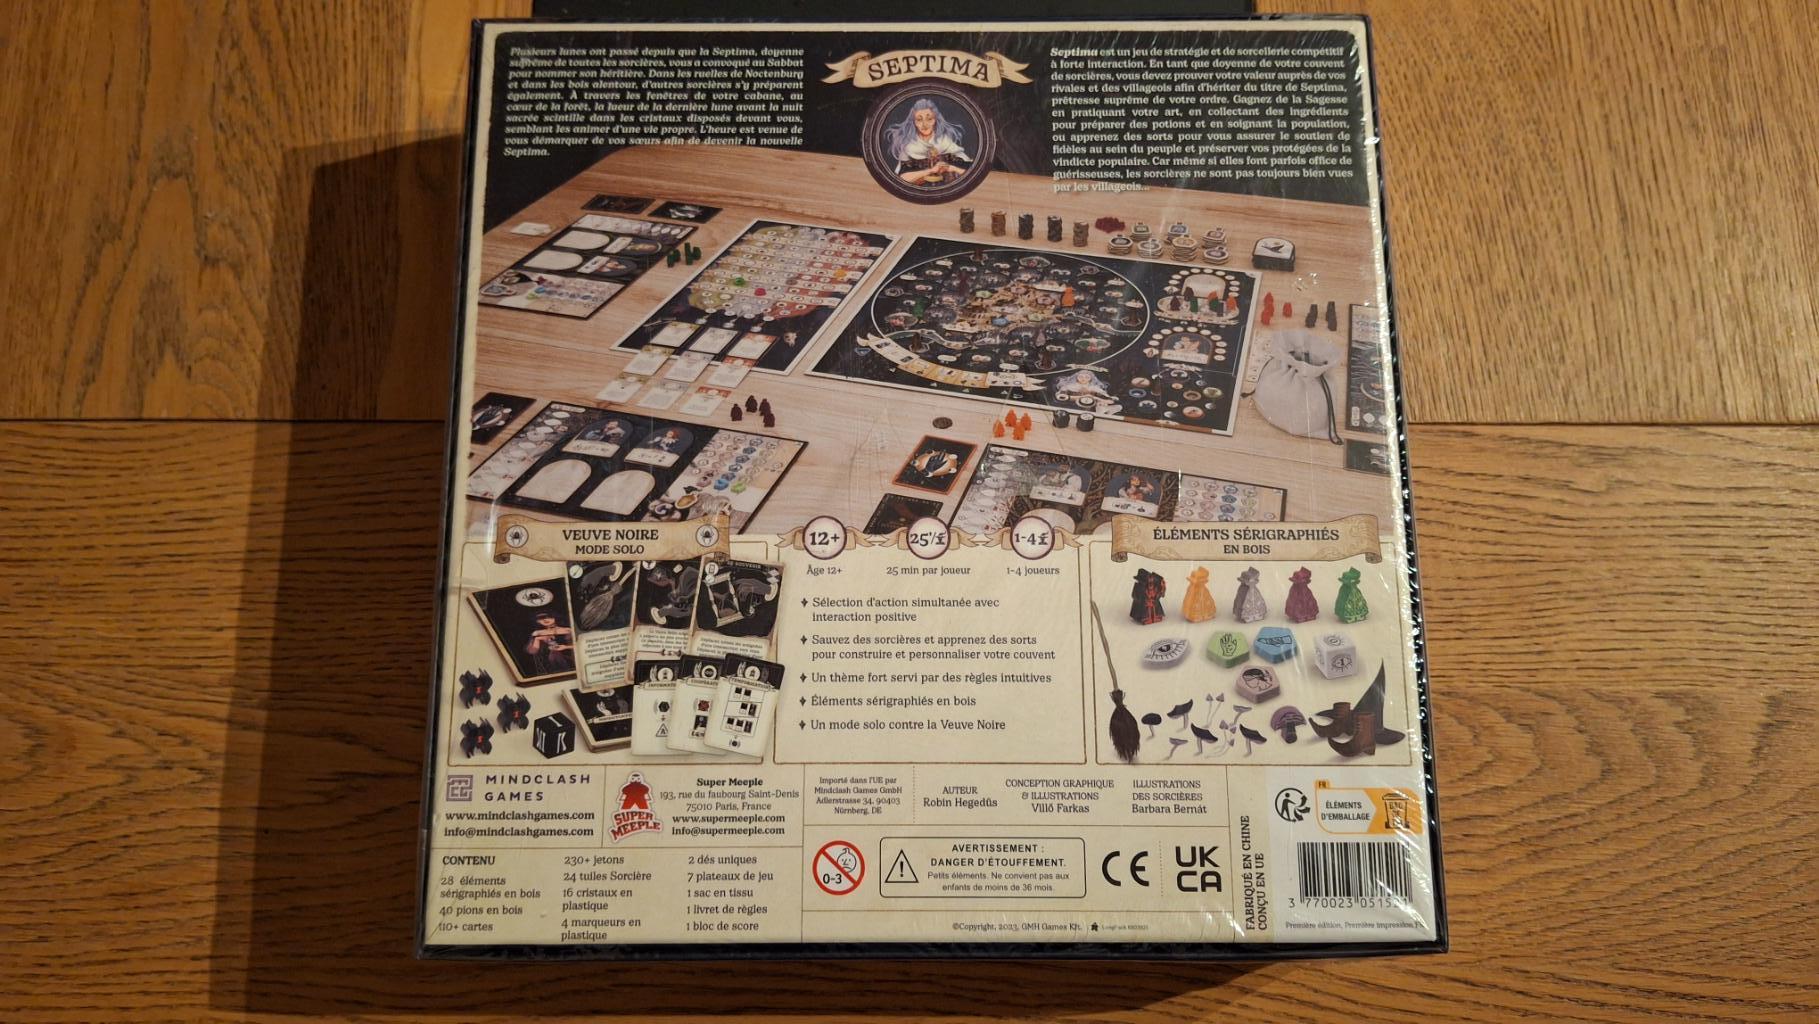 Plusieurs lunes ont passé depuis que la Septima, doyenne
suprême de toutes les sorcières, vous a convoqué au Sabbat
pour nommer son héritière. Dans les ruelles de Noctenburg
et dans les bois alentour, d'autres sorcières s'y préparent
également. À travers les fenêtres de votre cabane, au
cœur de la forêt, la lueur de la dernière lune avant la nuit
sacrée scintille dans les cristaux disposés devant vous,
semblant les animer d'une vie propre. L'heure est venue de
vous démarquer de vos sœurs afin de devenir la nouvelle
Septima.
SEPTIMA
Septima est un jeu de stratégie et de sorcellerie compétitif
à forte interaction. En tant que doyenne de votre couvent
de sorcières, vous devez prouver votre valeur auprès de vos
rivales et des villageois afin d'hériter du titre de Septima,
prêtresse suprême de votre ordre. Gagnez de la Sagesse
en pratiquant votre art, en collectant des ingrédients
pour préparer des potions et en soignant la population,
ou apprenez des sorts pour vous assurer le soutien de
fidèles au sein du peuple et préserver vos protégées de la
vindicte populaire. Car même si elles font parfois office de
guérisseuses, les sorcières ne sont pas toujours bien vues
par les villageois...
VEUVE NOIRE
MODE SOLO
12+
25'/
1-4
Âge 12+
25 min par joueur
1-4 joueurs
Sélection d'action simultanée avec
interaction positive
Sauvez des sorcières et apprenez des sorts
pour construire et personnaliser votre couvent
Un thème fort servi par des règles intuitives
Éléments sérigraphiés en bois
Un mode solo contre la Veuve Noire
ÉLÉMENTS SÉRIGRAPHIÉS
EN BOIS
MINDCLASH
GAMES
www.mindclashgames.com
info@mindclashgames.com
SUPER
MEEPLE
Super Meeple
193, rue du faubourg Saint-Denis
75010 Paris, France
www.supermeeple.com
info@supermeeple.com
Importé dans l'UE par
Mindclash Games GmbH
Adlerstrasse 34, 90403
Nürnberg, DE
AUTEUR
Robin Hegedűs
CONCEPTION GRAPHIQUE
& ILLUSTRATIONS
Villő Farkas
ILLUSTRATIONS
DES SORCIÈRES
Barbara Bernát
CONTENU
28 éléments
sérigraphiés en bois
40 pions en bois
110+ cartes
230+ jetons
24 tuiles Sorcière
16 cristaux en
plastique
4 marqueurs en
plastique
2 dés uniques
7 plateaux de jeu
1 sac en tissu
1 livret de règles
1 bloc de score
0-3
AVERTISSEMENT :
DANGER D'ÉTOUFFEMENT.
Petits éléments. Ne convient pas aux
enfants de moins de 36 mois.
CE
UK
CA
©Copyright, 2023, GMH Games Kft.
FABRIQUÉ EN CHINE
CONÇU EN UE
FR
ÉLÉMENTS
D'EMBALLAGE
3 770023 051
Première édition, Première impression